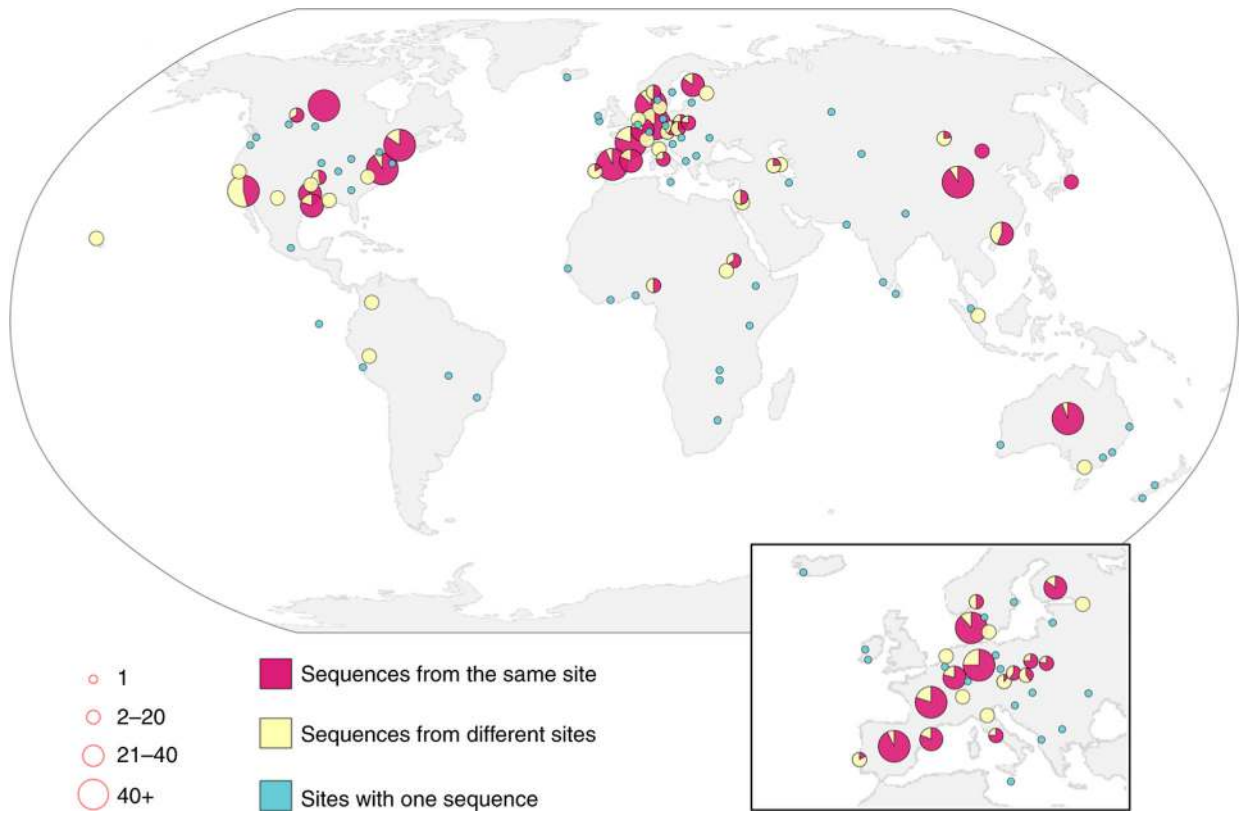 1
2–20
21–40
40+
Sequences from the same site
Sequences from different sites
Sites with one sequence